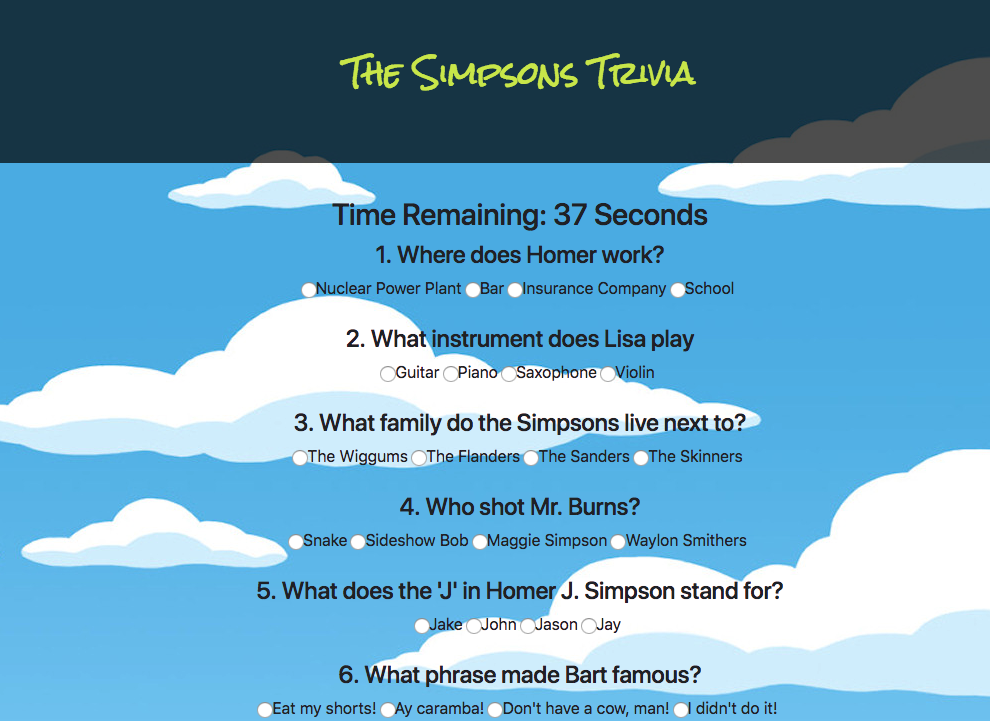 The Simpsons Trivia
Time Remaining: 37 Seconds
1. Where does Homer work?
Nuclear Power Plant Bar Insurance Company School
2. What instrument does Lisa play
Guitar Piano Saxophone Violin
3. What family do the Simpsons live next to?
The Wiggums The Flanders The Sanders The Skinners
4. Who shot Mr. Burns?
Snake Sideshow Bob Maggie Simpson Waylon Smithers
5. What does the 'J' in Homer J. Simpson stand for?
Jake John Jason Jay
6. What phrase made Bart famous?
Eat my shorts! Ay caramba! Don't have a cow, man! I didn't do it!